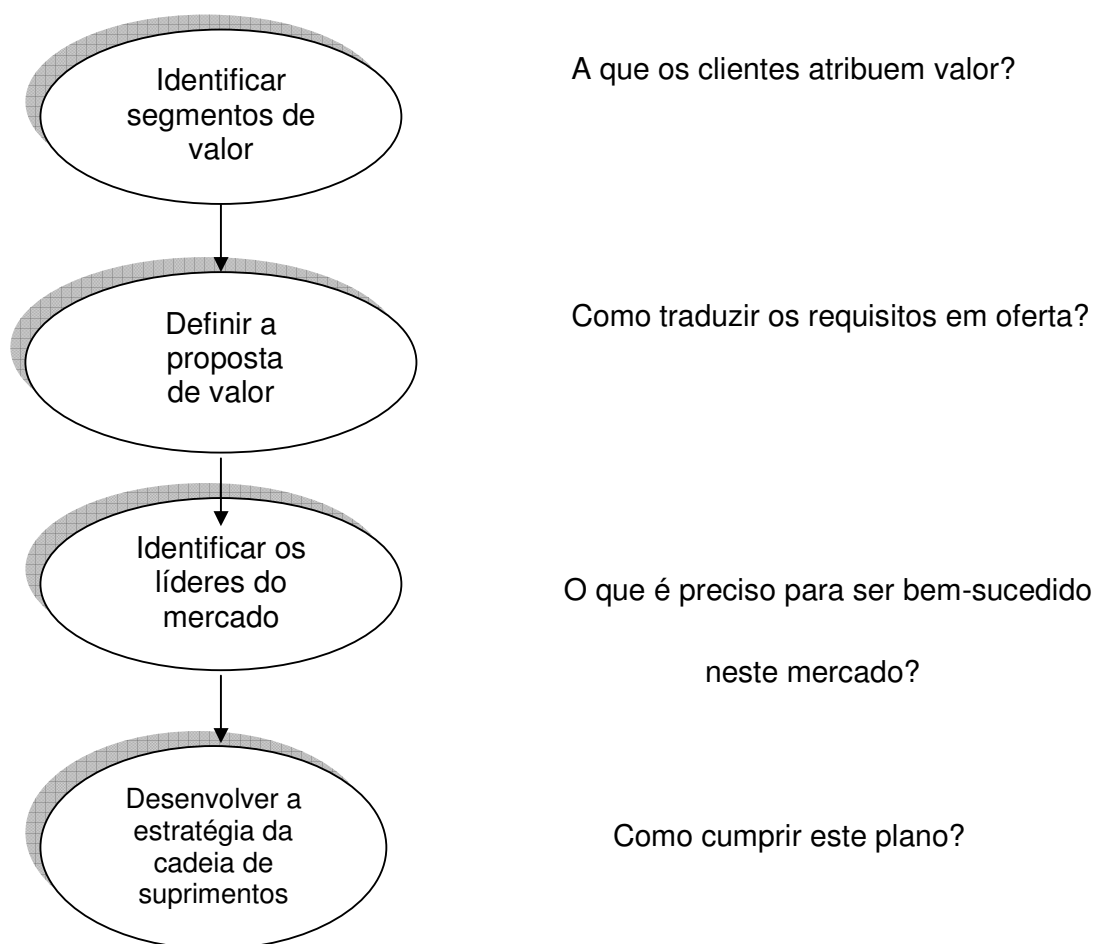 Identificar
segmentos de
valor
A que os clientes atribuem valor?
Definir a
proposta
de valor
Como traduzir os requisitos em oferta?
Identificar os
líderes do
mercado
O que é preciso para ser bem-sucedido
neste mercado?
Desenvolver a
estratégia da
cadeia de
suprimentos
Como cumprir este plano?